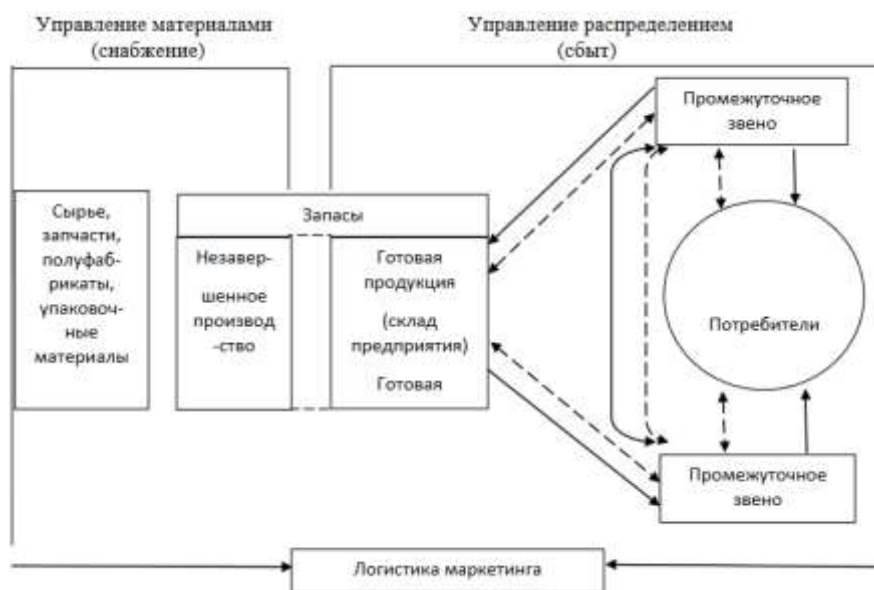 Управление материалами
(снабжение)
Управление распределением
(сбыт)
Промежуточное
звено
Сырье,
запчасти,
полуфаб-
рикаты,
упаковоч-
ные
материалы
Запасы
Незавер-
шенное
производ
-ство
Готовая
продукция
(склад
предприятия)
Готовая
Потребители
Промежуточное
звено
Логистика маркетинга